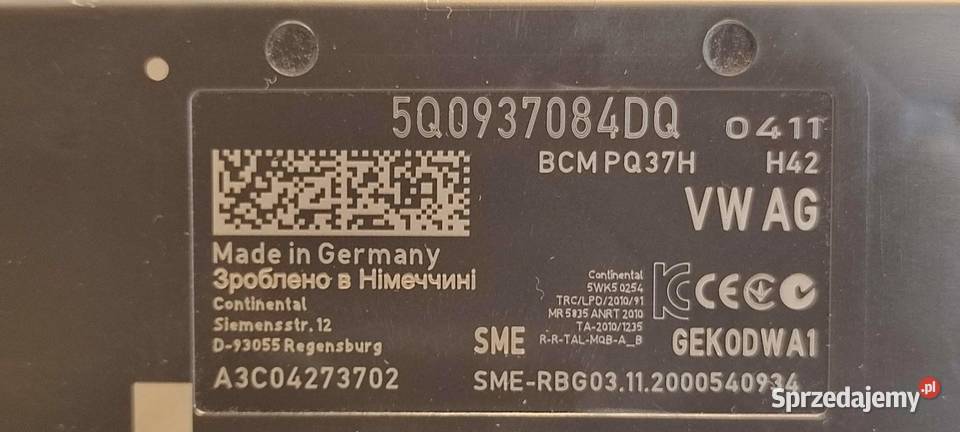 5Q0937084DQ 0411
BCM PQ37H H42
VW AG
Made in Germany
Зроблено в Німеччині
Continental
Siemensstr. 12
D-93055 Regensburg
A3C04273702
Continental
5WK5 0254
TRC/LPD/2010/91
MR 5835 ANRT 2010
TA-2010/1235
R-R-TAL-MQB-A_B
CE
SME GEK0DWA1
SME-RBG03.11.2000540934
Sprzedajemy.pl